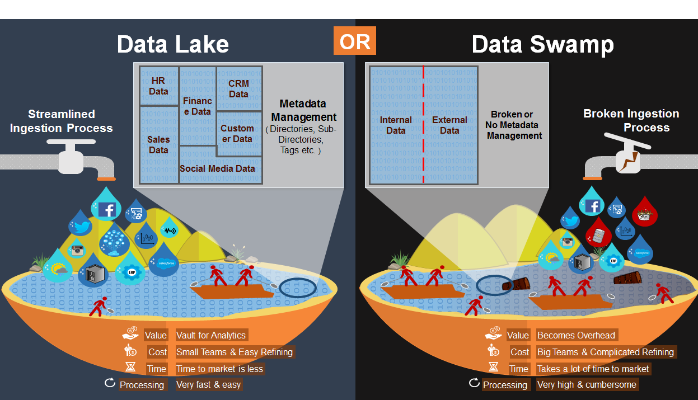 Data Lake
OR
Data Swamp
Streamlined
Ingestion Process
HR
Data
Financ
e Data
CRM
Data
Sales
Data
Custom
er Data
Social Media Data
Metadata
Management
( Directories, Sub-
Directories,
Tags etc )
Internal
Data
External
Data
Broken or
No Metadata
Management
Broken Ingestion
Process
Value Vault for Analytics
Cost Small Teams & Easy Refining
Time Time to market is less
Processing Very fast & easy
Value Becomes Overhead
Cost Big Teams & Complicated Refining
Time Takes a lot of time to market
Processing Very high & cumbersome